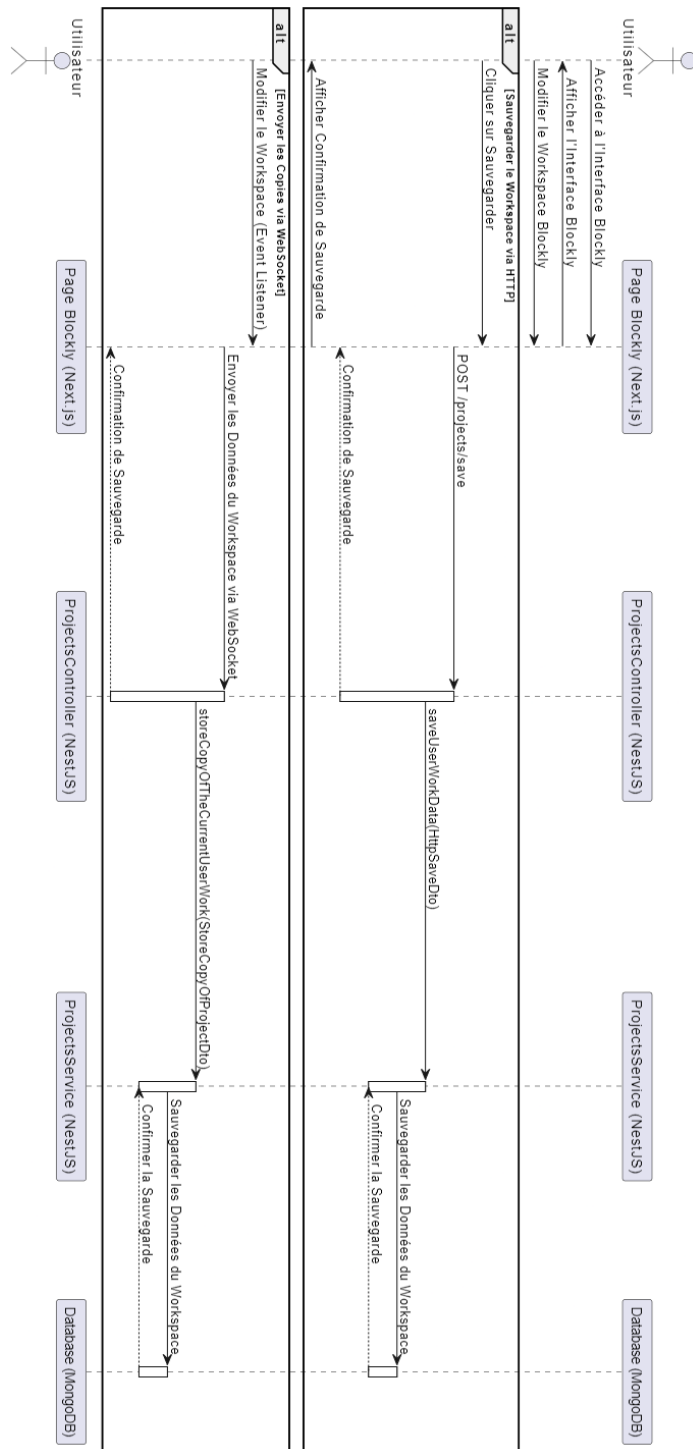 Utilisateur
Page Blockly (Next.js)
ProjectsController (NestJS)
ProjectsService (NestJS)
Database (MongoDB)
Accéder à l'Interface Blockly
Afficher l'Interface Blockly
Modifier le Workspace Blockly
alt
[Sauvegarder le Workspace via HTTP]
Cliquer sur Sauvegarder
POST /projects/save
saveUserWorkData(HttpSaveDto)
Sauvegarder les Données du Workspace
Confirmer la Sauvegarde
Confirmation de Sauvegarde
Afficher Confirmation de Sauvegarde
alt
[Envoyer les Copies via WebSocket]
Modifier le Workspace (Event Listener)
Envoyer les Données du Workspace via WebSocket
storeCopyOfTheCurrentUserWork(StoreCopyOfProjectDto)
Sauvegarder les Données du Workspace
Confirmer la Sauvegarde
Confirmation de Sauvegarde
Utilisateur
Page Blockly (Next.js)
ProjectsController (NestJS)
ProjectsService (NestJS)
Database (MongoDB)